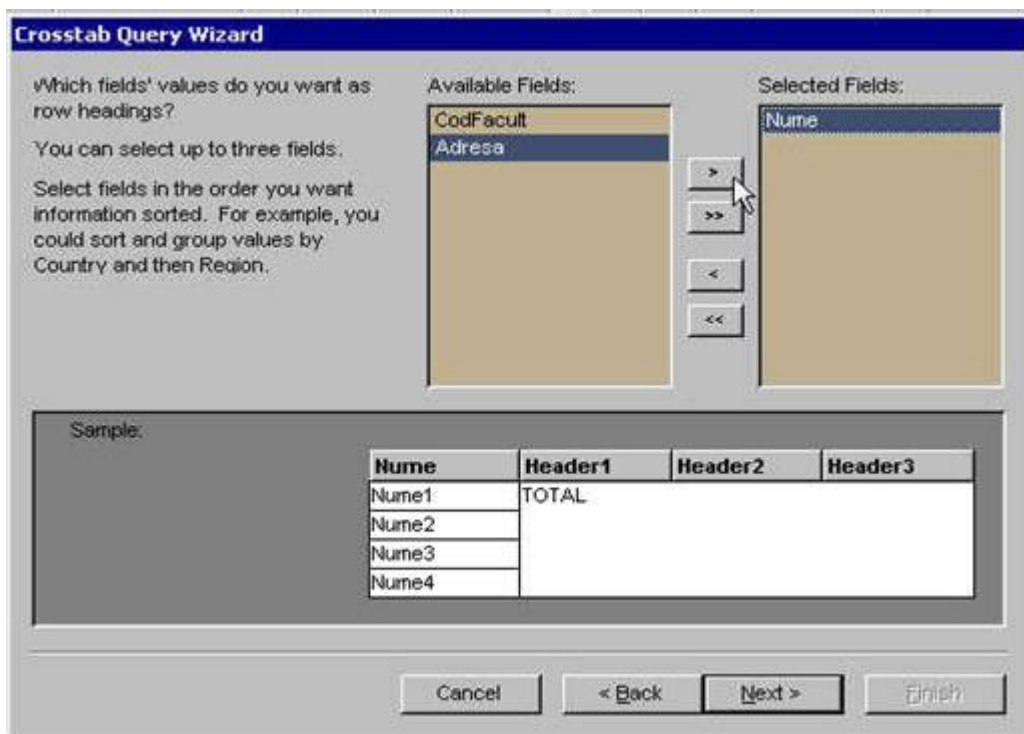 Crosstab Query Wizard
Which fields' values do you want as
row headings?
You can select up to three fields.
Select fields in the order you want
information sorted. For example, you
could sort and group values by
Country and then Region.
Available Fields:
CodFacult
Adresa
>
>>
<
<<
Selected Fields:
Nume
Sample:
Nume Header1 Header2 Header3
Nume1 TOTAL
Nume2
Nume3
Nume4
Cancel < Back Next > Finish